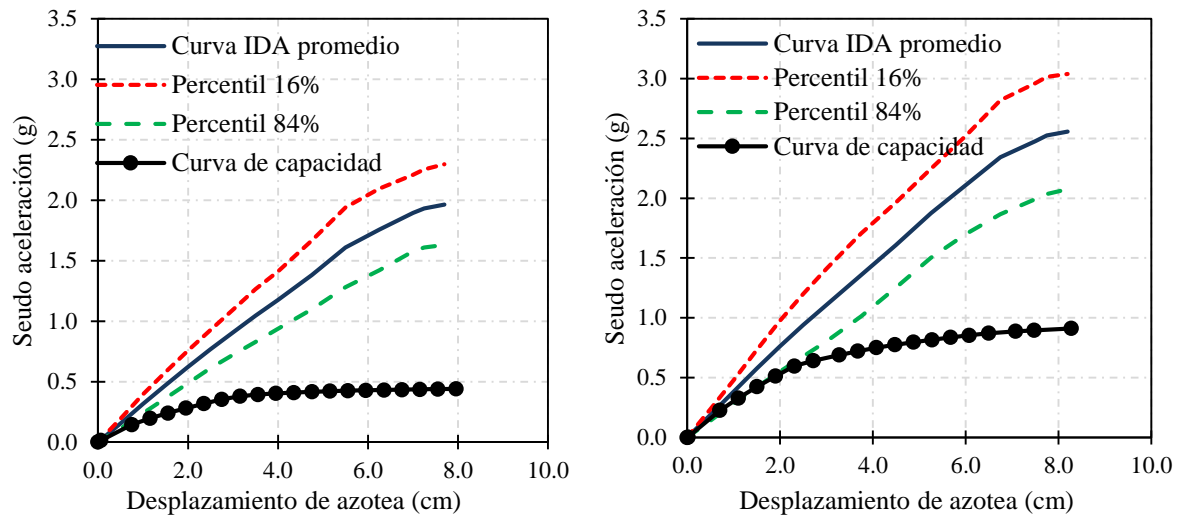 3.5
3.0
2.5
2.0
1.5
1.0
0.5
0.0
Seudo aceleración (g)
Curva IDA promedio
Percentil 16%
Percentil 84%
Curva de capacidad
0.0 2.0 4.0 6.0 8.0 10.0
Desplazamiento de azotea (cm)
3.5
3.0
2.5
2.0
1.5
1.0
0.5
0.0
Seudo aceleración (g)
Curva IDA promedio
Percentil 16%
Percentil 84%
Curva de capacidad
0.0 2.0 4.0 6.0 8.0 10.0
Desplazamiento de azotea (cm)